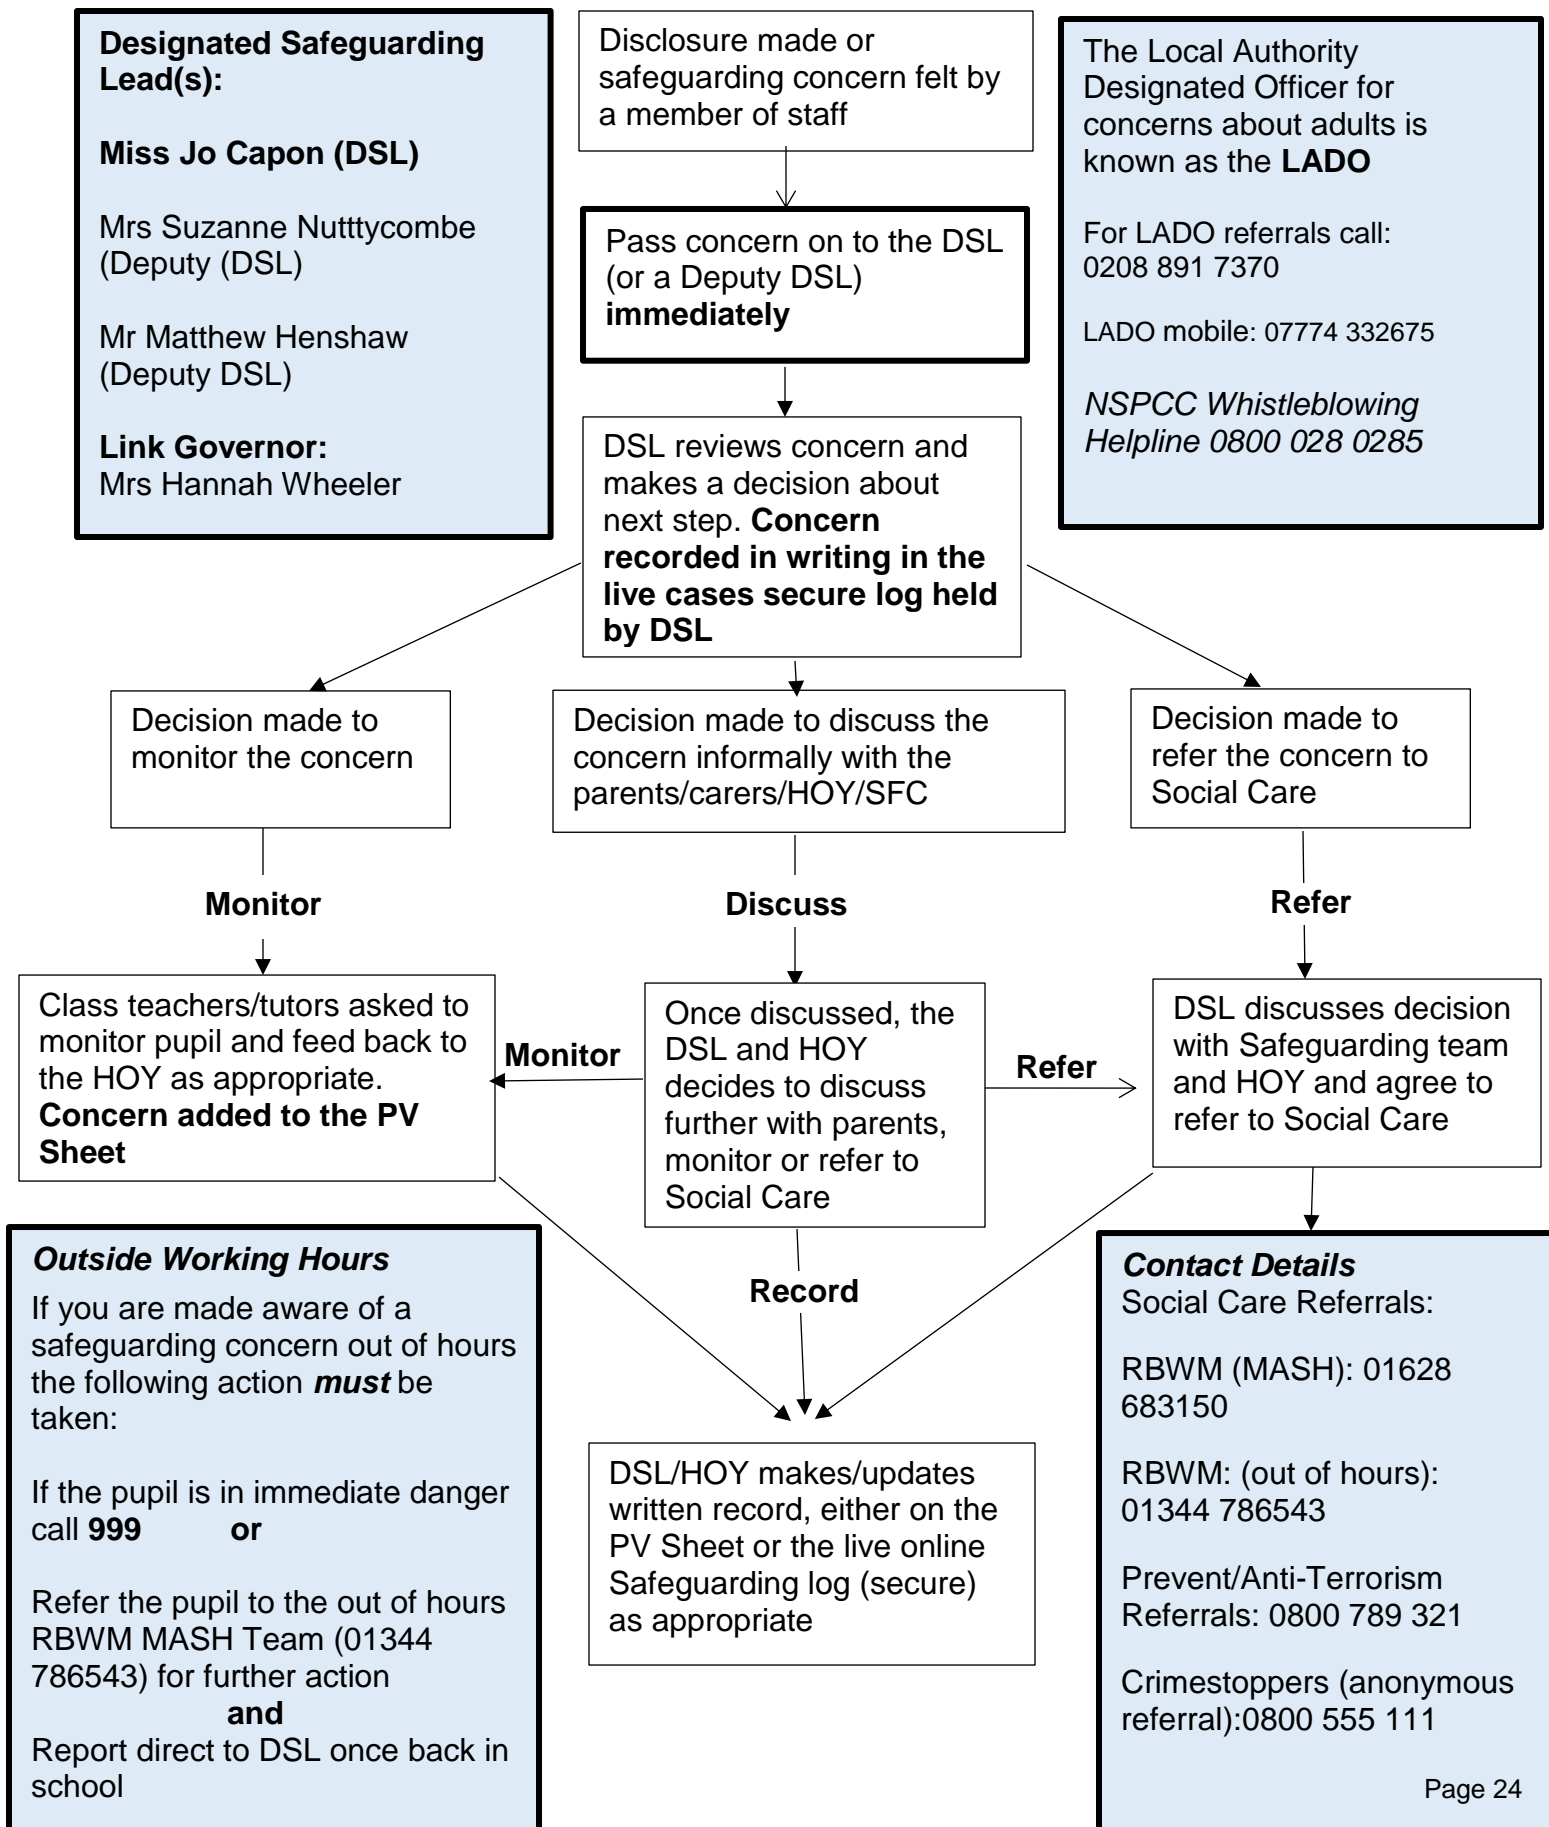 Designated Safeguarding
Lead(s):
Miss Jo Capon (DSL)
Mrs Suzanne Nutttycombe
(Deputy (DSL)
Mr Matthew Henshaw
(Deputy DSL)
Link Governor:
Mrs Hannah Wheeler
Disclosure made or
safeguarding concern felt by
a member of staff
The Local Authority
Designated Officer for
concerns about adults is
known as the LADO
For LADO referrals call:
0208 891 7370
LADO mobile: 07774 332675
NSPCC Whistleblowing
Helpline 0800 028 0285
Pass concern on to the DSL
(or a Deputy DSL)
immediately
DSL reviews concern and
makes a decision about
next step. Concern
recorded in writing in the
live cases secure log held
by DSL
Decision made to
monitor the concern
Decision made to discuss the
concern informally with the
parents/carers/HOY/SFC
Decision made to
refer the concern to
Social Care
Monitor
Discuss
Refer
Class teachers/tutors asked to
monitor pupil and feed back to
the HOY as appropriate.
Concern added to the PV
Sheet
Monitor
Once discussed, the
DSL and HOY
decides to discuss
further with parents,
monitor or refer to
Social Care
Refer
DSL discusses decision
with Safeguarding team
and HOY and agree to
refer to Social Care
Record
Outside Working Hours
If you are made aware of a
safeguarding concern out of hours
the following action must be
taken:
If the pupil is in immediate danger
call 999 or
Refer the pupil to the out of hours
RBWM MASH Team (01344
786543) for further action
and
Report direct to DSL once back in
school
DSL/HOY makes/updates
written record, either on the
PV Sheet or the live online
Safeguarding log (secure)
as appropriate
Contact Details
Social Care Referrals:
RBWM (MASH): 01628
683150
RBWM: (out of hours):
01344 786543
Prevent/Anti-Terrorism
Referrals: 0800 789 321
Crimestoppers (anonymous
referral):0800 555 111
Page 24